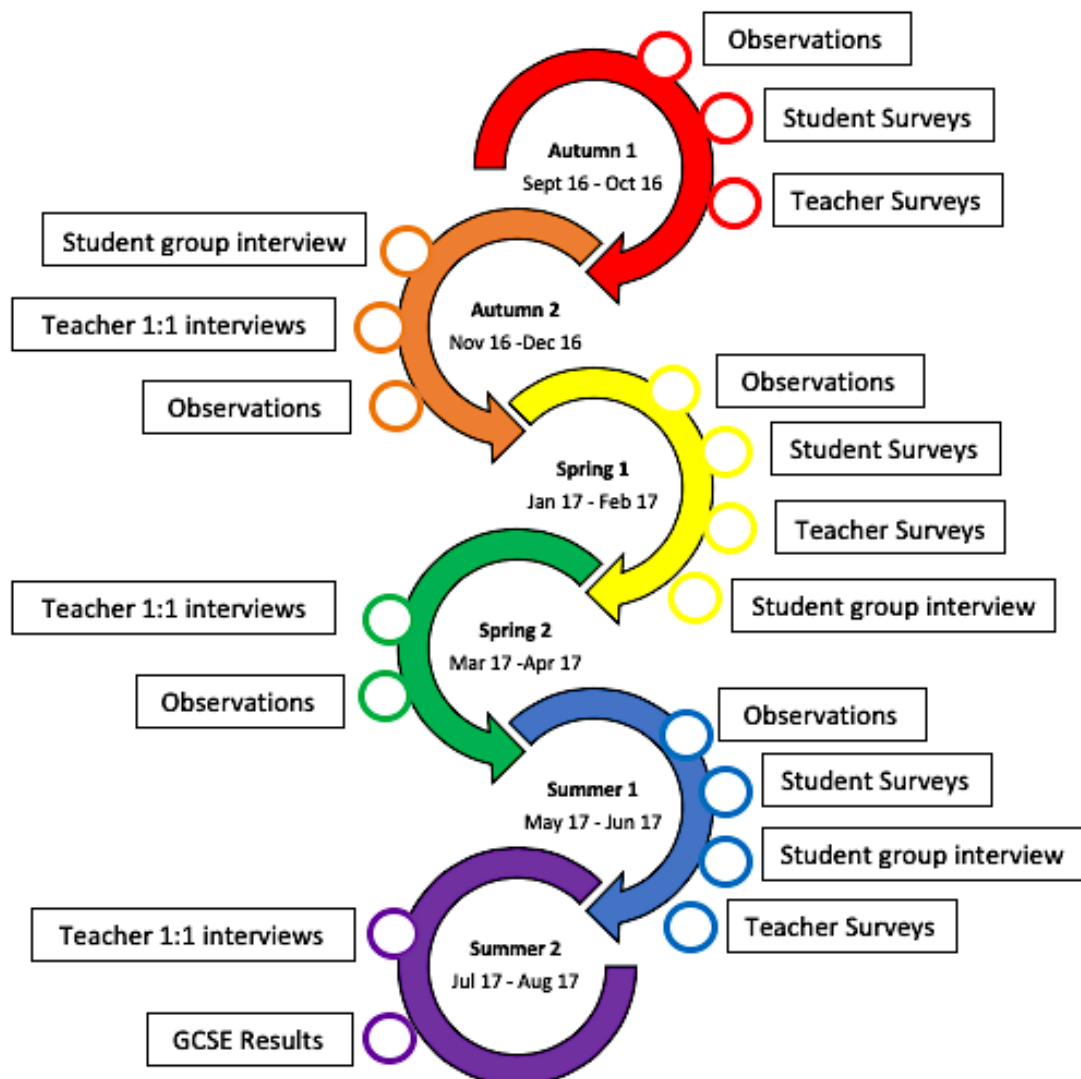 Observations
Student Surveys
Autumn 1
Sept 16 - Oct 16
Teacher Surveys
Student group interview
Teacher 1:1 interviews
Observations
Autumn 2
Nov 16 -Dec 16
Observations
Student Surveys
Spring 1
Jan 17 - Feb 17
Teacher Surveys
Student group interview
Teacher 1:1 interviews
Observations
Spring 2
Mar 17 -Apr 17
Observations
Student Surveys
Summer 1
May 17 - Jun 17
Student group interview
Teacher Surveys
Teacher 1:1 interviews
Summer 2
Jul 17 - Aug 17
GCSE Results